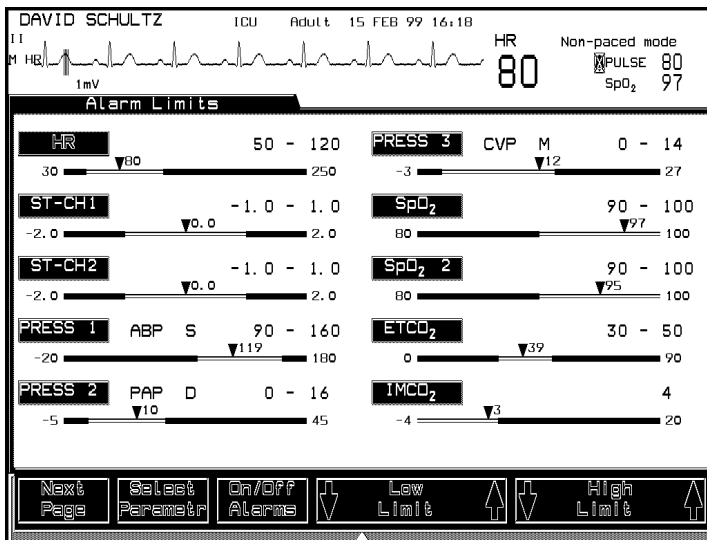 DAVID SCHULTZ ICU Adult 15 FEB 99 16:18
II
M HR
1mV
HR
80
Non-paced mode
PULSE 80
SpO₂ 97
Alarm Limits
HR 50 - 120
80
30 250
ST-CH1 -1.0 - 1.0
0.0
-2.0 2.0
ST-CH2 -1.0 - 1.0
0.0
-2.0 2.0
PRESS 1 ABP S 90 - 160
119
-20 180
PRESS 2 PAP D 0 - 16
10
-5 45
PRESS 3 CVP M 0 - 14
12
-3 27
SpO₂ 90 - 100
97
80 100
SpO₂ 2 90 - 100
95
80 100
ETCO₂ 30 - 50
39
0 90
IMCO₂ 4
3
-4 20
Next Page
Select Parametr
On/Off Alarms
Low Limit
High Limit